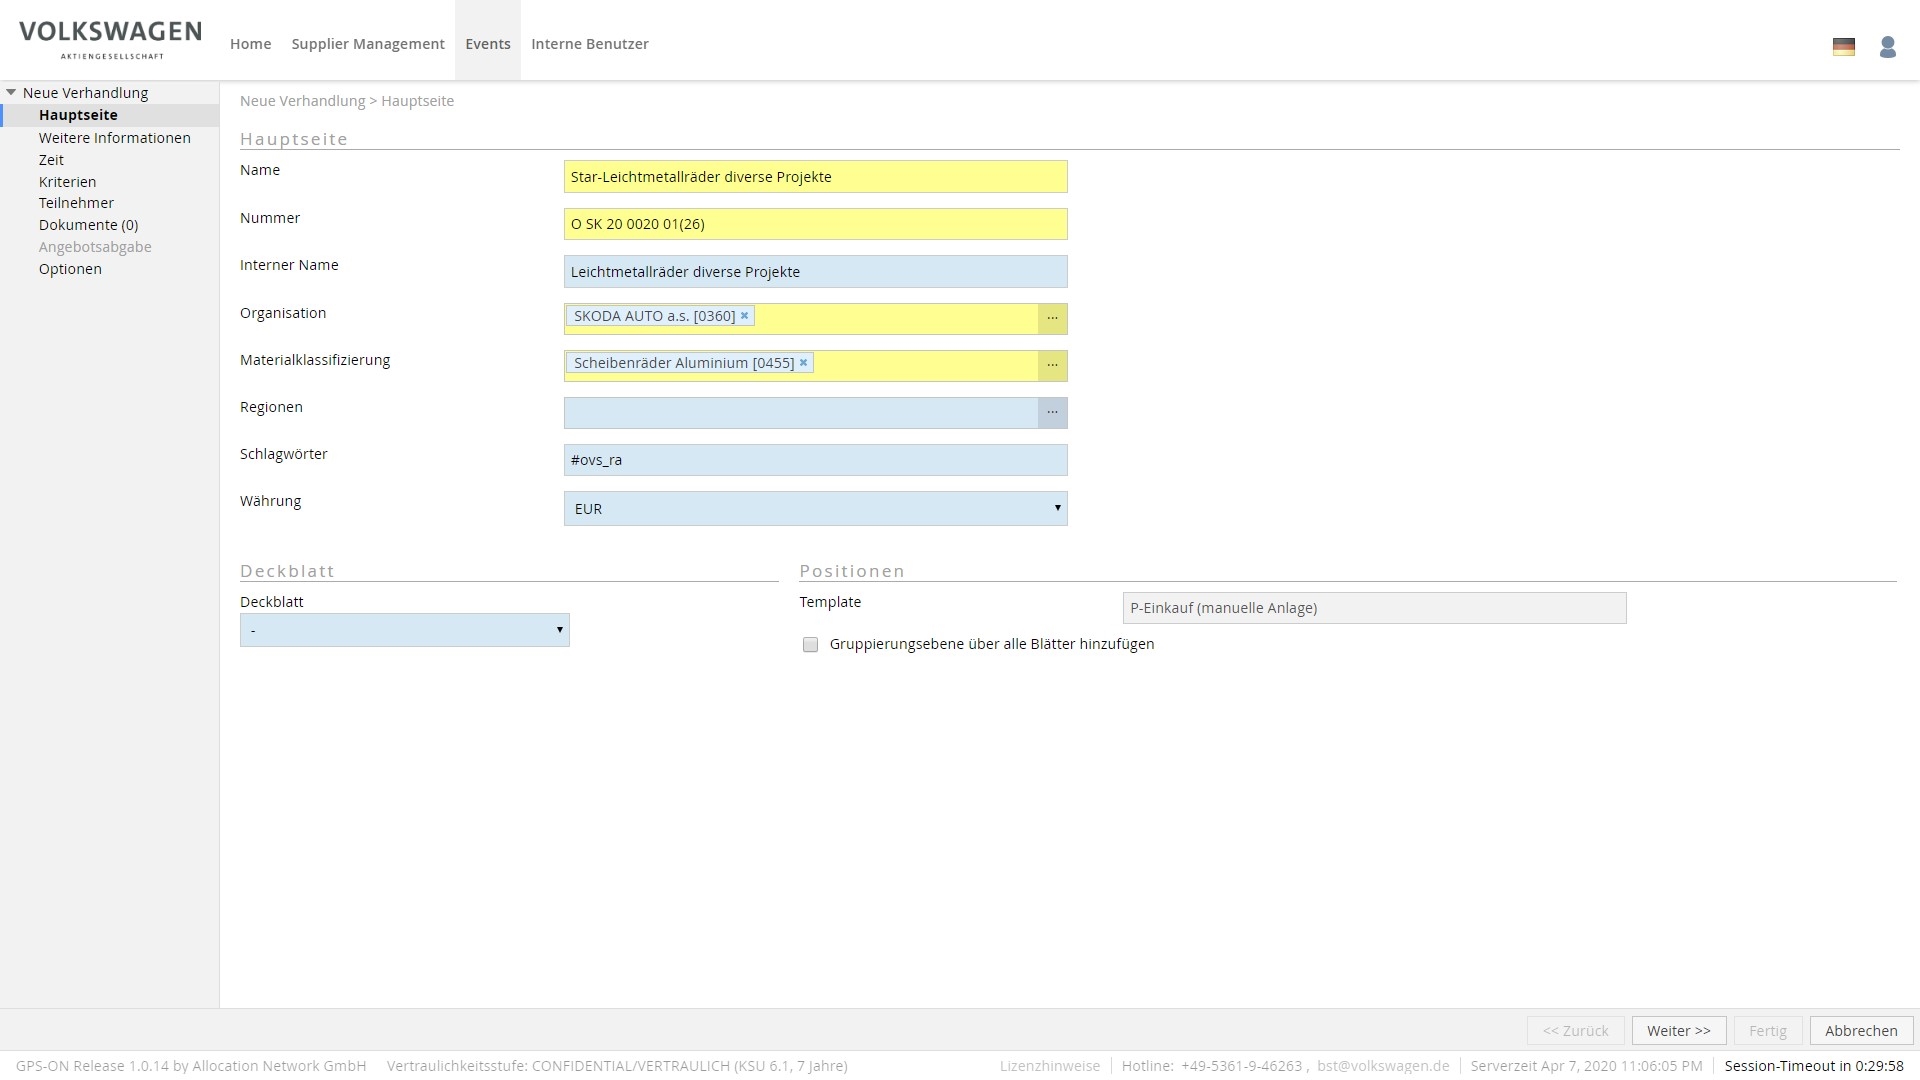 VOLKSWAGEN
AKTIENGESELLSCHAFT
Home
Supplier Management
Events
Interne Benutzer
Neue Verhandlung
Hauptseite
Weitere Informationen
Zeit
Kriterien
Teilnehmer
Dokumente (0)
Angebotsabgabe
Optionen
Neue Verhandlung > Hauptseite
Hauptseite
Name
Star-Leichtmetallräder diverse Projekte
Nummer
O SK 20 0020 01(26)
Interner Name
Leichtmetallräder diverse Projekte
Organisation
SKODA AUTO a.s. [0360] ×
...
Materialklassifizierung
Scheibenräder Aluminium [0455] ×
...
Regionen
...
Schlagwörter
#ovs_ra
Währung
EUR
Deckblatt
Deckblatt
-
Positionen
Template
P-Einkauf (manuelle Anlage)
Gruppierungsebene über alle Blätter hinzufügen
<< Zurück
Weiter >>
Fertig
Abbrechen
GPS-ON Release 1.0.14 by Allocation Network GmbH
Vertraulichkeitsstufe: CONFIDENTIAL/VERTRAULICH (KSU 6.1, 7 Jahre)
Lizenzhinweise
Hotline: +49-5361-9-46263 , bst@volkswagen.de
Serverzeit Apr 7, 2020 11:06:05 PM
Session-Timeout in 0:29:58